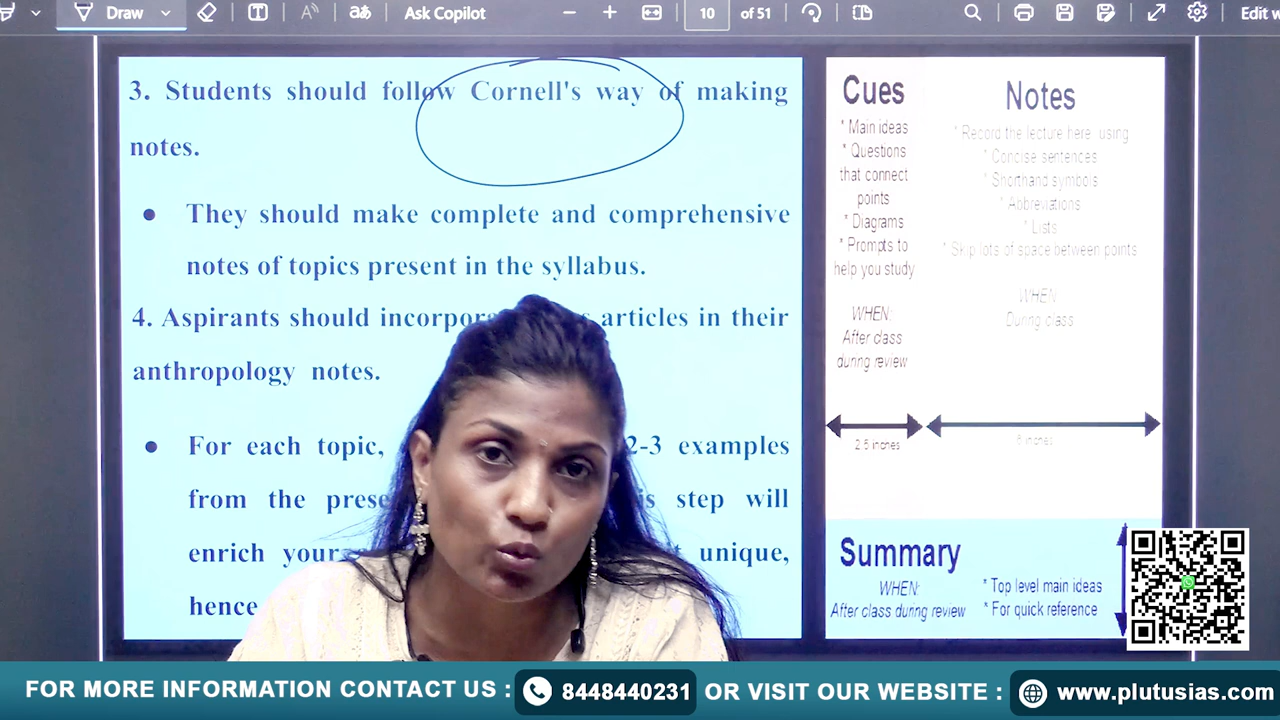 Draw
Ask Copilot
10 of 51
Edit
3. Students should follow Cornell's way of making
notes.
● They should make complete and comprehensive
notes of topics present in the syllabus.
4. Aspirants should articles in their
anthropology notes.
● For each topic, 2-3 examples
from the step will
enrich your unique,
hence
Cues
* Main ideas
* Questions
that connect
points
* Diagrams
* Prompts to
help you study
WHEN:
After class
during review
2.5 inches
Notes
* Record the lecture here using
* Concise sentences
* Shorthand symbols
* Abbreviations
* Lists
* Skip lots of space between points
WHEN:
During class
6 inches
Summary
WHEN:
After class during review
* Top level main ideas
* For quick reference
FOR MORE INFORMATION CONTACT US : 8448440231 OR VISIT OUR WEBSITE : www.plutusias.com